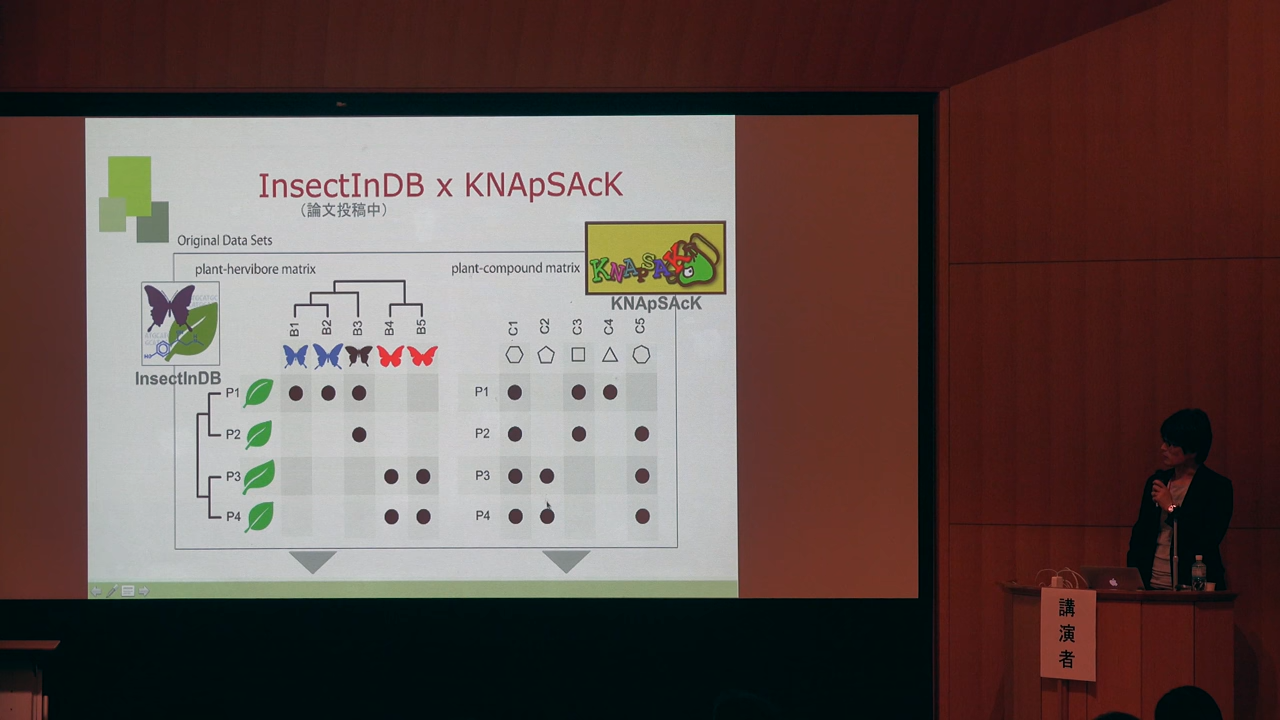 InsectInDB x KNApSAcK
（論文投稿中）
Original Data Sets
plant-hervibore matrix
plant-compound matrix
KNApSAcK
KNApSAcK
InsectInDB
B1 B2 B3 B4 B5
C1 C2 C3 C4 C5
P1
P2
P3
P4
P1
P2
P3
P4
講演者